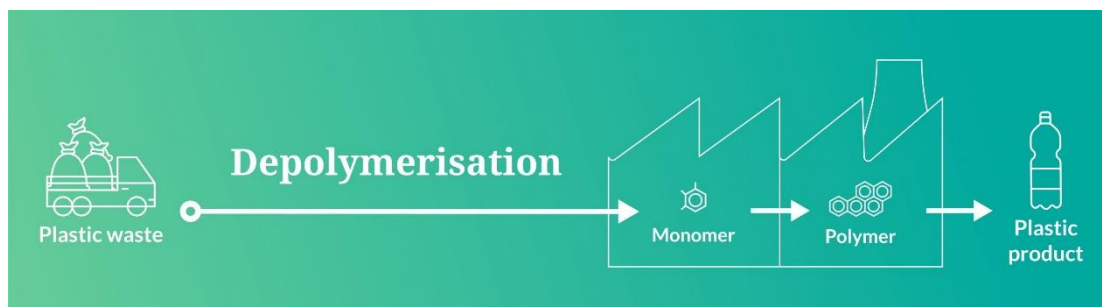 Depolymerisation
Plastic waste
Monomer
Polymer
Plastic
product